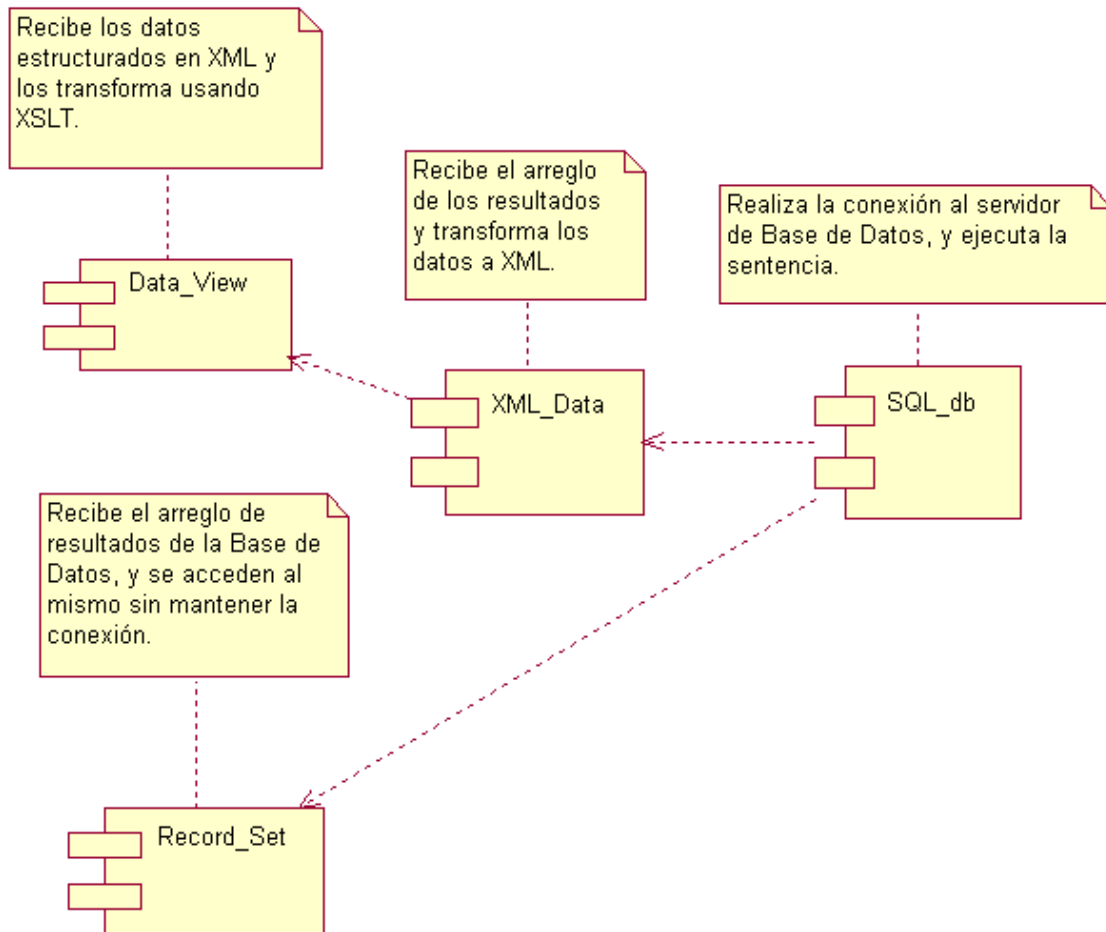 Recibe los datos
estructurados en XML y
los transforma usando
XSLT.
Recibe el arreglo
de los resultados
y transforma los
datos a XML.
Realiza la conexión al servidor
de Base de Datos, y ejecuta la
sentencia.
Data_View
XML_Data
SQL_db
Recibe el arreglo de
resultados de la Base de
Datos, y se acceden al
mismo sin mantener la
conexión.
Record_Set